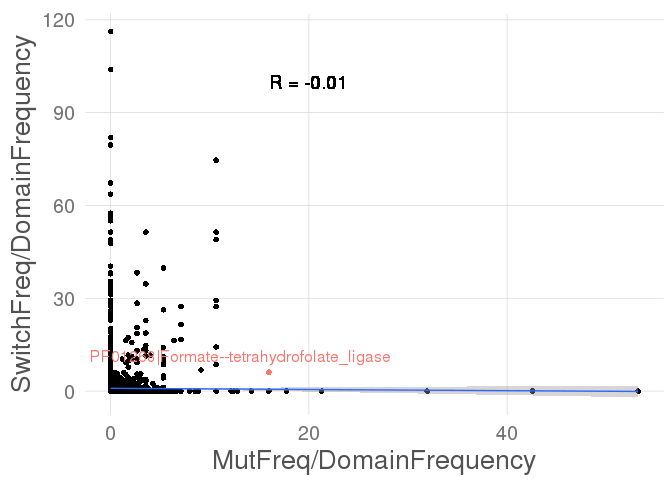 120
90
60
30
0
SwitchFreq/DomainFrequency
R = -0.01
Formate--tetrahydrofolate_ligase
0
20
40
MutFreq/DomainFrequency